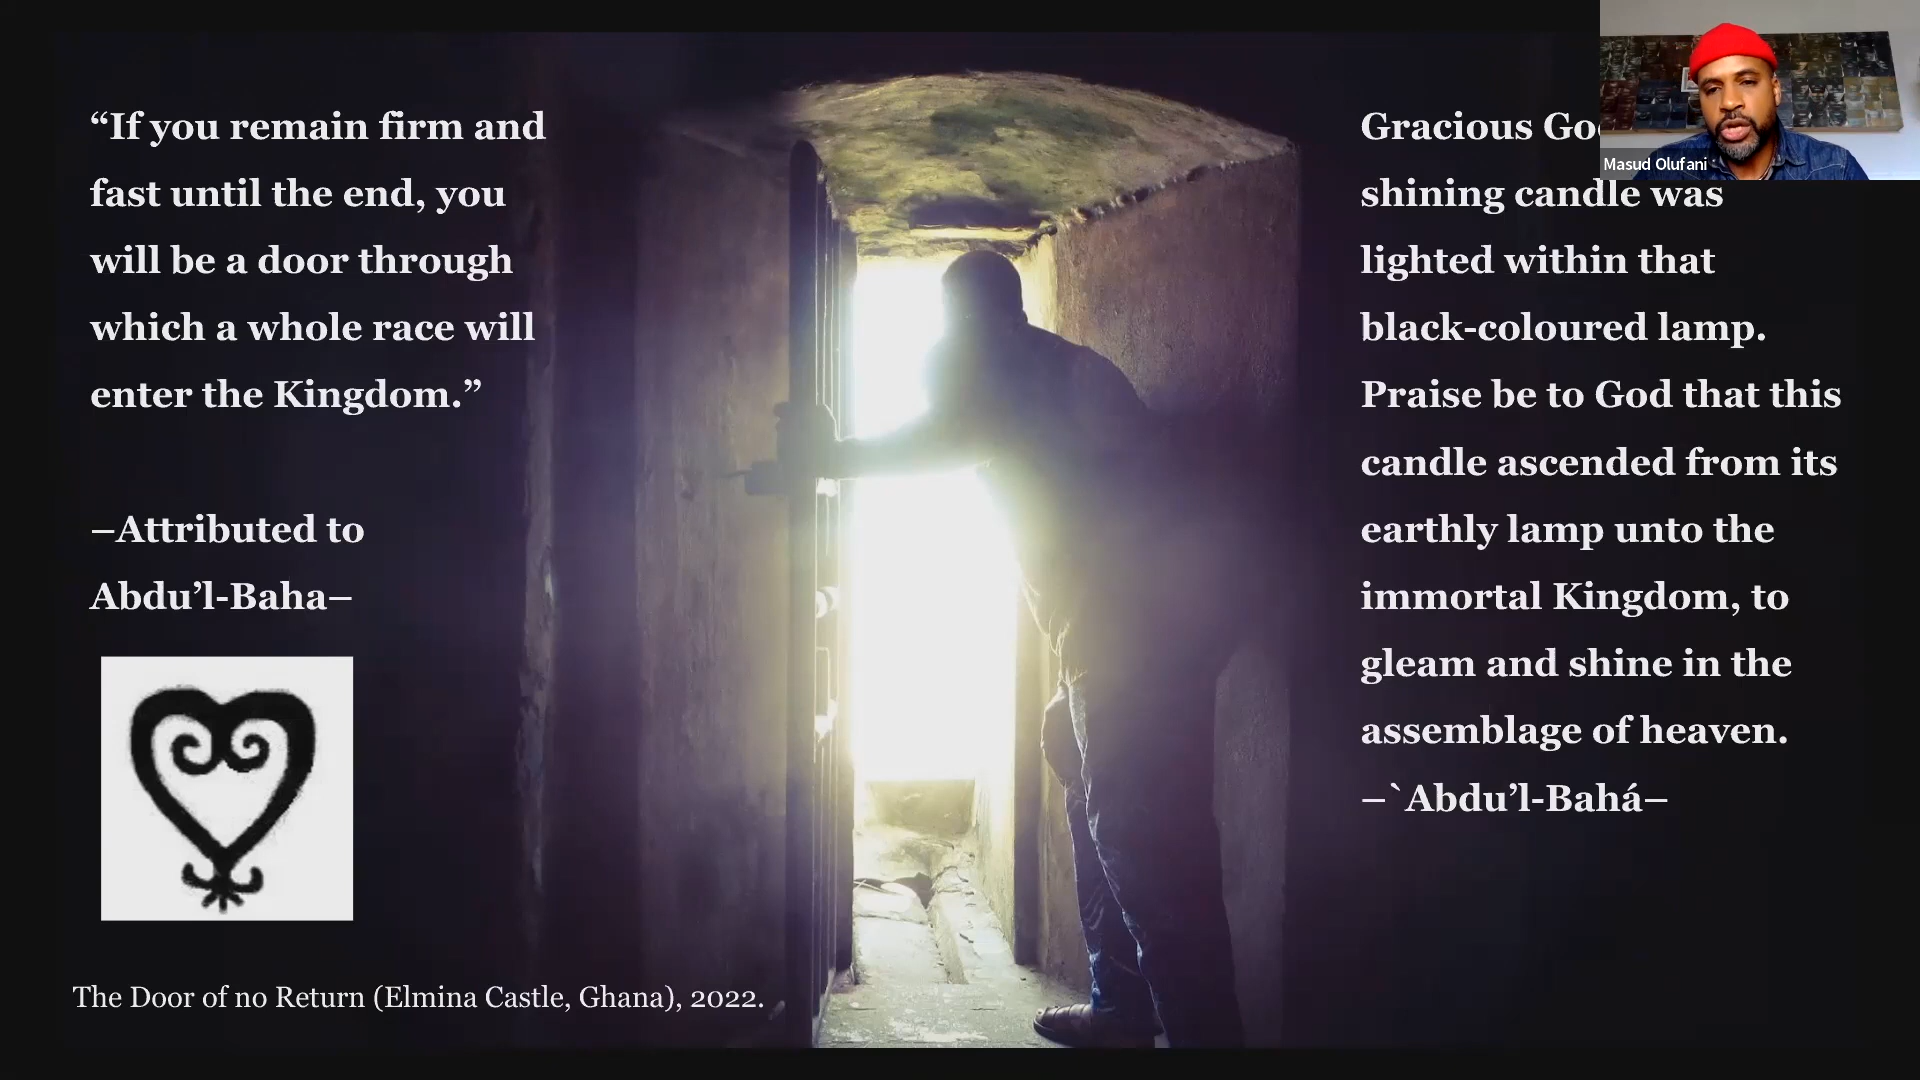 “If you remain firm and
fast until the end, you
will be a door through
which a whole race will
enter the Kingdom.”
–Attributed to
Abdu’l-Baha–
The Door of no Return (Elmina Castle, Ghana), 2022.
Gracious
shining candle was
lighted within that
black-coloured lamp.
Praise be to God that this
candle ascended from its
earthly lamp unto the
immortal Kingdom, to
gleam and shine in the
assemblage of heaven.
–`Abdu’l-Bahá–
Masud Olufani